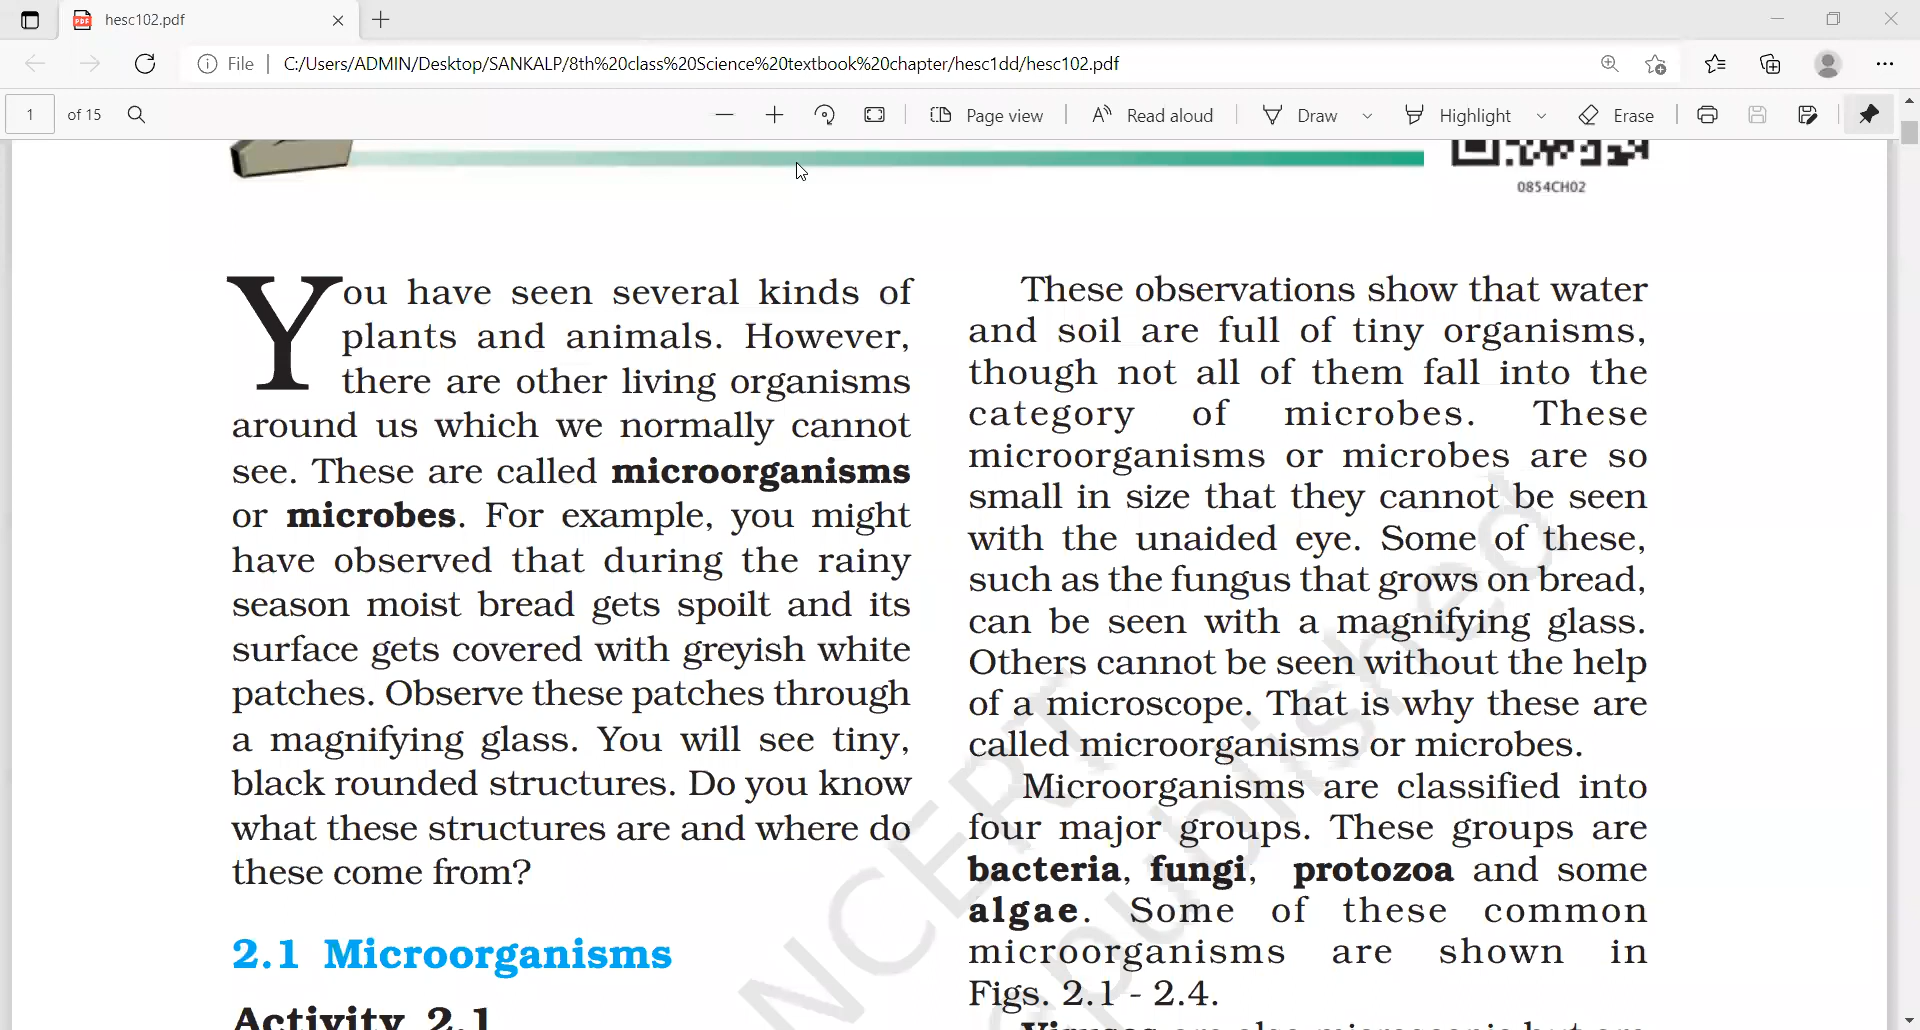 hesc102.pdf
File C:/Users/ADMIN/Desktop/SANKALP/8th%20class%20Science%20textbook%20chapter/hesc1dd/hesc102.pdf
1 of 15 Page view Read aloud Draw Highlight Erase
0854CH02
You have seen several kinds of
plants and animals. However,
there are other living organisms
around us which we normally cannot
see. These are called microorganisms
or microbes. For example, you might
have observed that during the rainy
season moist bread gets spoilt and its
surface gets covered with greyish white
patches. Observe these patches through
a magnifying glass. You will see tiny,
black rounded structures. Do you know
what these structures are and where do
these come from?
2.1 Microorganisms
Activity 2.1
These observations show that water
and soil are full of tiny organisms,
though not all of them fall into the
category of microbes. These
microorganisms or microbes are so
small in size that they cannot be seen
with the unaided eye. Some of these,
such as the fungus that grows on bread,
can be seen with a magnifying glass.
Others cannot be seen without the help
of a microscope. That is why these are
called microorganisms or microbes.
Microorganisms are classified into
four major groups. These groups are
bacteria, fungi, protozoa and some
algae. Some of these common
microorganisms are shown in
Figs. 2.1 - 2.4.
Viruses are also microscopic but are
NCERT
published